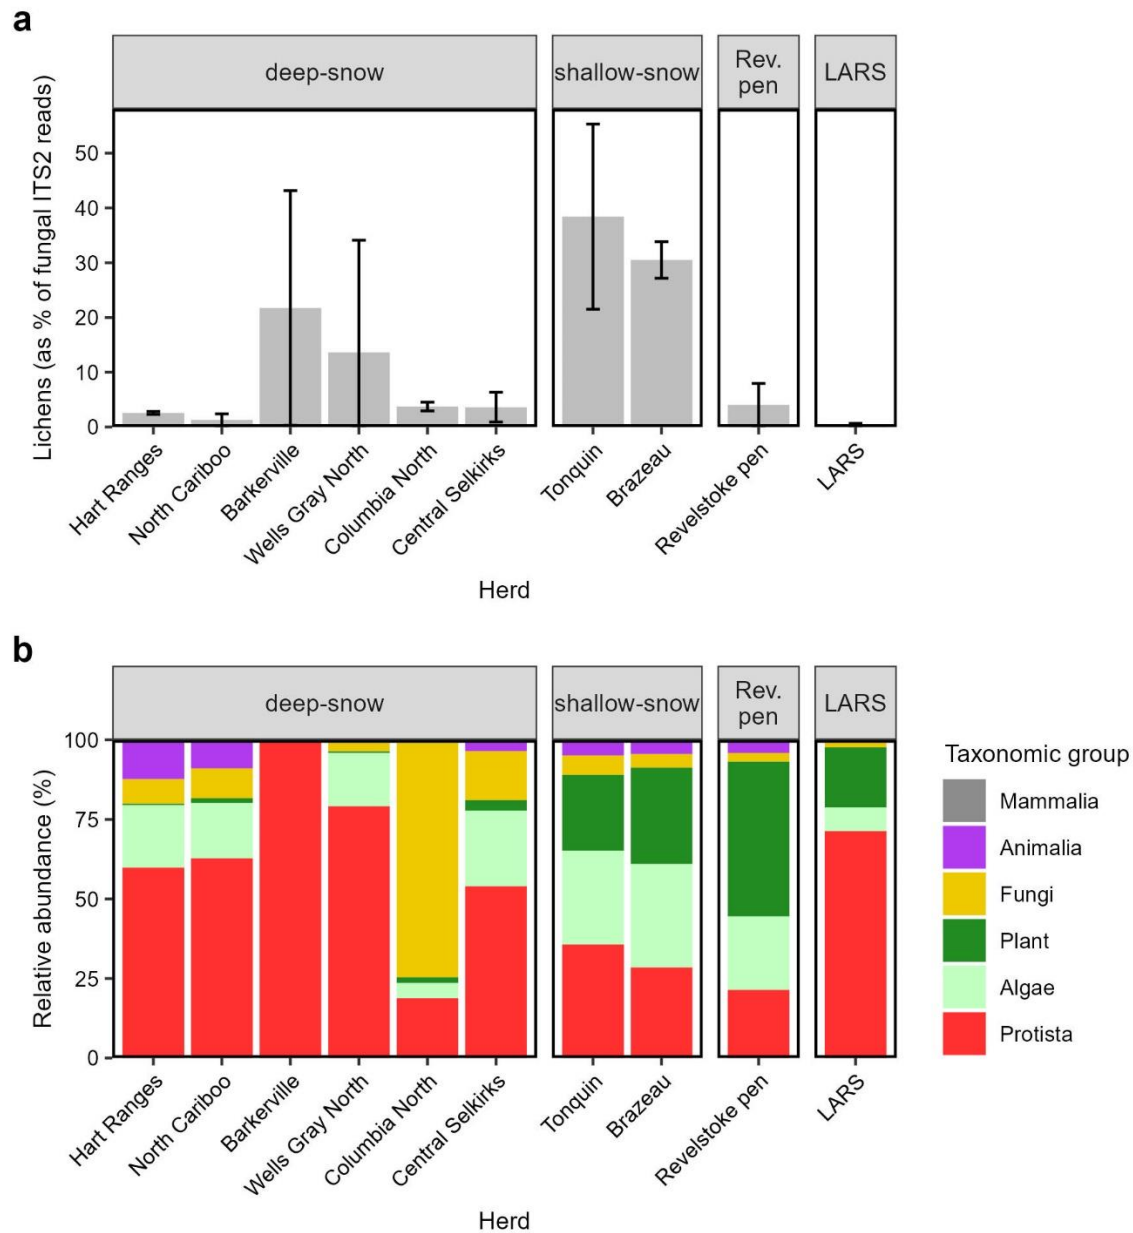 a
deep-snow
shallow-snow
Rev.
pen
LARS
Lichens (as % of fungal ITS2 reads)
50
40
30
20
10
0
Hart Ranges
North Cariboo
Barkerville
Wells Gray North
Columbia North
Central Selkirks
Tonquin
Brazeau
Revelstoke pen
LARS
Herd
b
deep-snow
shallow-snow
Rev.
pen
LARS
Relative abundance (%)
100
75
50
25
0
Hart Ranges
North Cariboo
Barkerville
Wells Gray North
Columbia North
Central Selkirks
Tonquin
Brazeau
Revelstoke pen
LARS
Herd
Taxonomic group
Mammalia
Animalia
Fungi
Plant
Algae
Protista